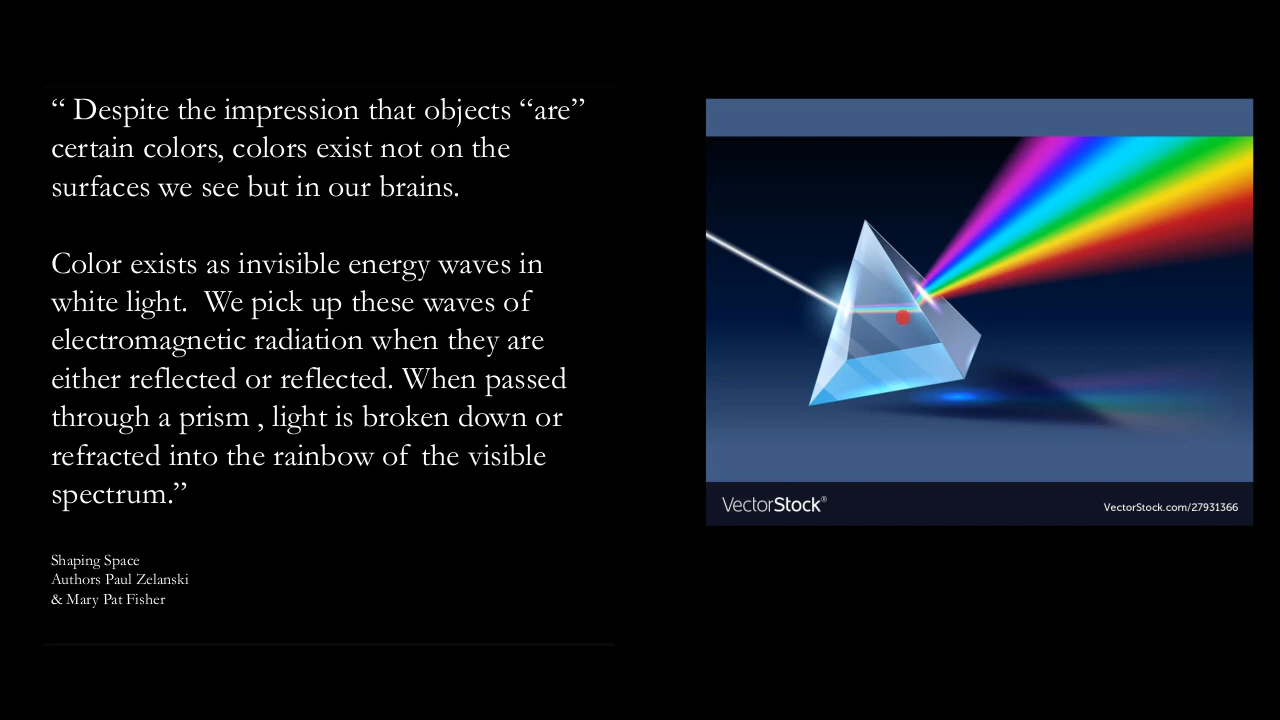 “ Despite the impression that objects “are”
certain colors, colors exist not on the
surfaces we see but in our brains.
Color exists as invisible energy waves in
white light.  We pick up these waves of
electromagnetic radiation when they are
either reflected or reflected. When passed
through a prism , light is broken down or
refracted into the rainbow of  the visible
spectrum.”
Shaping Space
Authors Paul Zelanski
& Mary Pat Fisher
VectorStock®
VectorStock.com/27931366